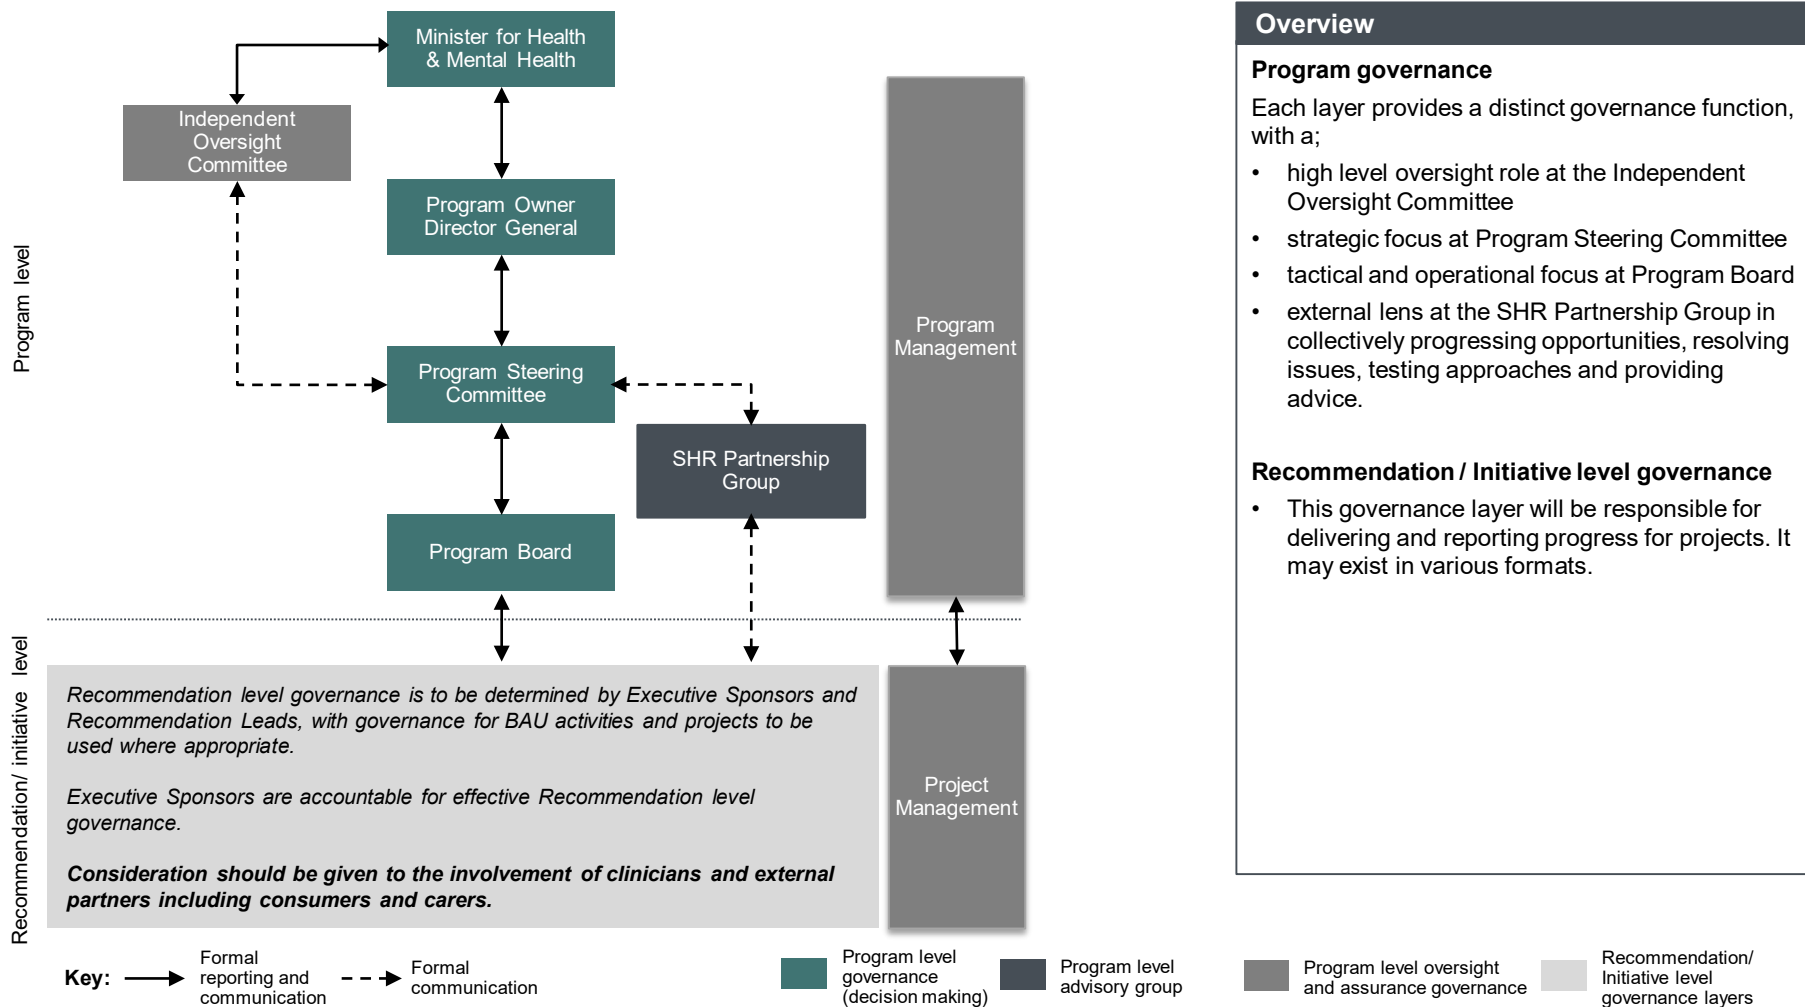 Minister for Health
& Mental Health
Independent
Oversight
Committee
Program Owner
Director General
Program Steering
Committee
SHR Partnership
Group
Program Board
Program
Management
Program level
Recommendation/ initiative level
Recommendation level governance is to be determined by Executive Sponsors and
Recommendation Leads, with governance for BAU activities and projects to be
used where appropriate.
Executive Sponsors are accountable for effective Recommendation level
governance.
Consideration should be given to the involvement of clinicians and external
partners including consumers and carers.
Project
Management
Overview
Program governance
Each layer provides a distinct governance function,
with a;
• high level oversight role at the Independent
Oversight Committee
• strategic focus at Program Steering Committee
• tactical and operational focus at Program Board
• external lens at the SHR Partnership Group in
collectively progressing opportunities, resolving
issues, testing approaches and providing
advice.
Recommendation / Initiative level governance
• This governance layer will be responsible for
delivering and reporting progress for projects. It
may exist in various formats.
Key:
Formal
reporting and
communication
Formal
communication
Program level
governance
(decision making)
Program level
advisory group
Program level oversight
and assurance governance
Recommendation/
Initiative level
governance layers